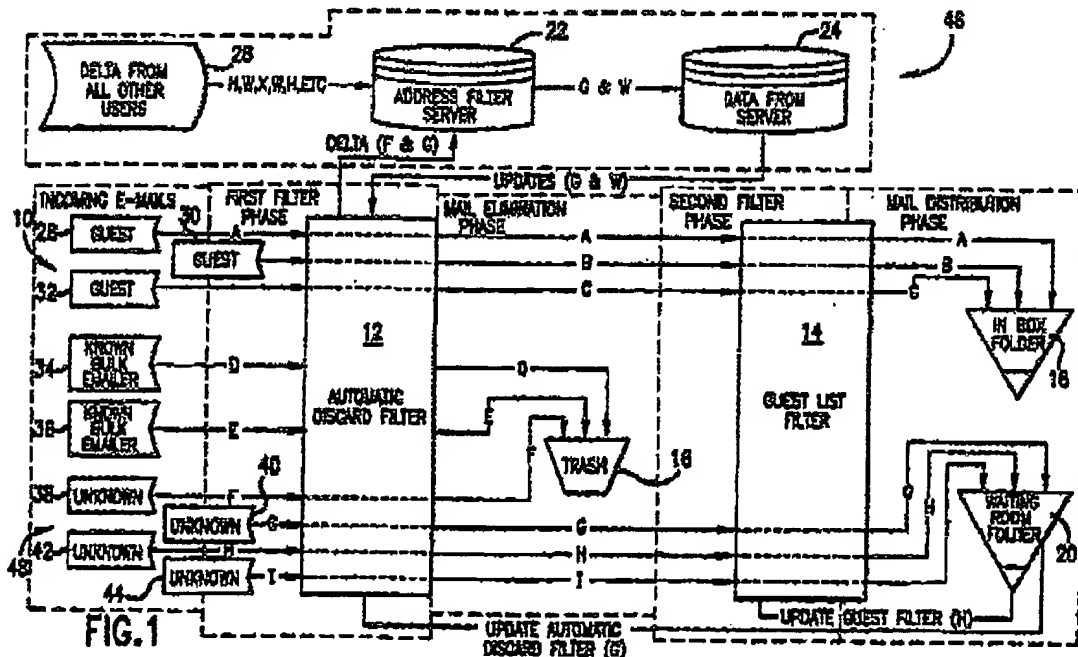 22
24
46
28
DELTA FROM
ALL OTHER
USERS
H,W,X,W,H,ETC
ADDRESS FILTER
SERVER
G & W
DATA FROM
SERVER
DELTA (F & G)
UPDATES (G & W)
INCOMING E-MAILS
FIRST FILTER
PHASE
MAIL ELIMINATION
PHASE
SECOND FILTER
PHASE
MAIL DISTRIBUTION
PHASE
10
30
GUEST
A
A
A
GUEST
B
B
32
GUEST
C
12
14
IN BOX
FOLDER
18
34
KNOWN
BULK
EMAILER
D
AUTOMATIC
DISCARD FILTER
D
GUEST LIST
FILTER
KNOWN
BULK
EMAILER
E
E
F
TRASH
16
38
UNKNOWN
F
40
UNKNOWN
G
G
G
H
I
WAITING
ROOM
FOLDER
20
48
42
UNKNOWN
H
H
44
UNKNOWN
I
I
FIG.1
UPDATE AUTOMATIC
DISCARD FILTER (G)
UPDATE GUEST FILTER (H)